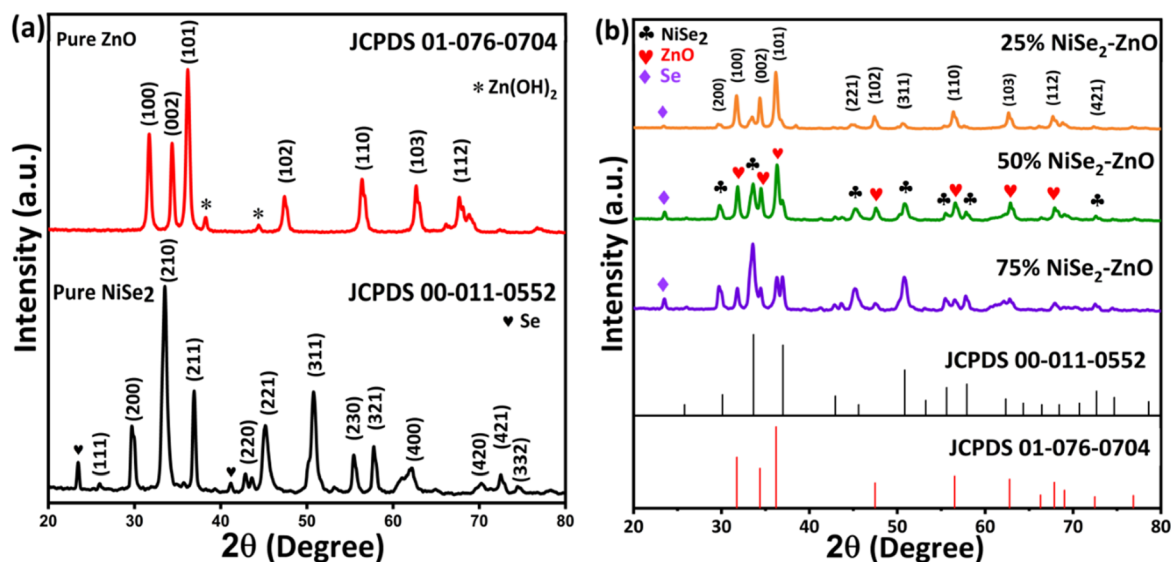 (a)
Pure ZnO
JCPDS 01-076-0704
* Zn(OH)₂
(100)
(002)
(101)
*
*
(102)
(110)
(103)
(112)
Pure NiSe2
JCPDS 00-011-0552
♥ Se
♥
(111)
(200)
(210)
(211)
♥
(220)
(221)
(311)
(230)
(321)
(400)
(420)
(421)
(332)
Intensity (a.u.)
20 30 40 50 60 70 80
2θ (Degree)
(b)
♣ NiSe₂
♥ ZnO
♦ Se
25% NiSe₂-ZnO
(200)
(100)
(002)
(101)
(221)
(102)
(311)
(110)
(103)
(112)
(421)
50% NiSe₂-ZnO
75% NiSe₂-ZnO
JCPDS 00-011-0552
JCPDS 01-076-0704
Intensity (a.u.)
20 30 40 50 60 70 80
2θ (Degree)